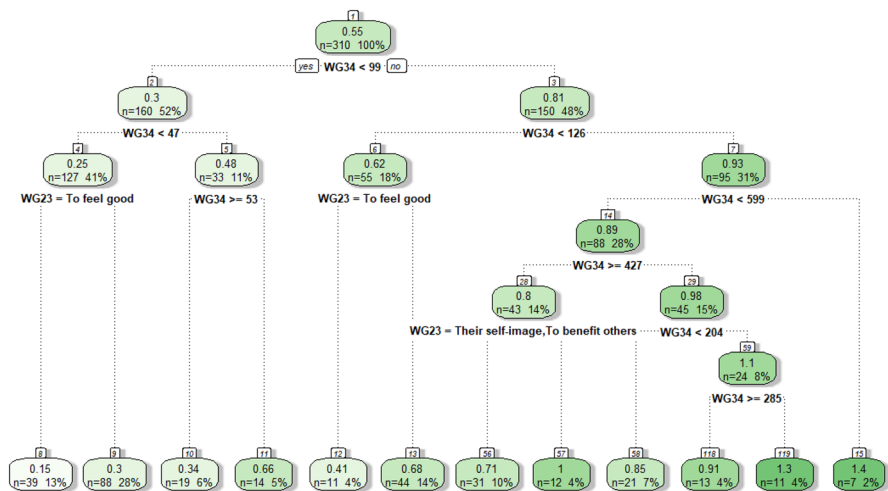 1
0.55
n=310 100%
yes WG34 < 99 no
2
0.3
n=160 52%
3
0.81
n=150 48%
WG34 < 47
WG34 < 126
4
0.25
n=127 41%
5
0.48
n=33 11%
6
0.62
n=55 18%
7
0.93
n=95 31%
WG23 = To feel good
WG34 >= 53
WG23 = To feel good
WG34 < 599
14
0.89
n=88 28%
WG34 >= 427
28
0.8
n=43 14%
29
0.98
n=45 15%
WG23 = Their self-image,To benefit others
WG34 < 204
59
1.1
n=24 8%
WG34 >= 285
8
0.15
n=39 13%
9
0.3
n=88 28%
10
0.34
n=19 6%
11
0.66
n=14 5%
12
0.41
n=11 4%
13
0.68
n=44 14%
56
0.71
n=31 10%
57
1
n=12 4%
58
0.85
n=21 7%
118
0.91
n=13 4%
119
1.3
n=11 4%
15
1.4
n=7 2%